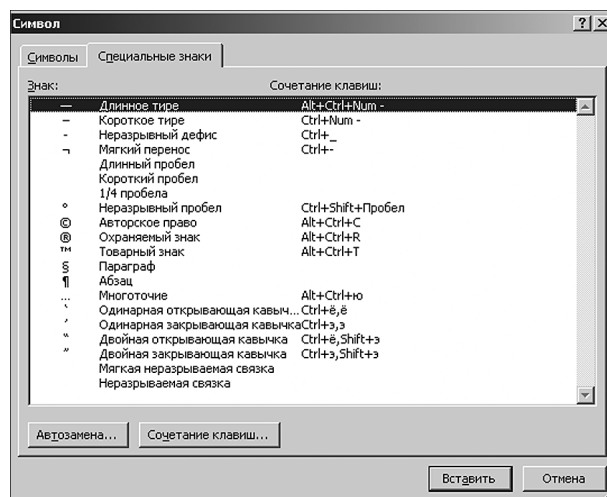 Символ
Символы Специальные знаки
Знак: Сочетание клавиш:
— Длинное тире Alt+Ctrl+Num -
– Короткое тире Ctrl+Num -
- Неразрывный дефис Ctrl+_
¬ Мягкий перенос Ctrl+-
Длинный пробел
Короткий пробел
1/4 пробела
° Неразрывный пробел Ctrl+Shift+Пробел
© Авторское право Alt+Ctrl+C
® Охраняемый знак Alt+Ctrl+R
™ Товарный знак Alt+Ctrl+T
§ Параграф
¶ Абзац
... Многоточие Alt+Ctrl+ю
‛ Одинарная открывающая кавыч... Ctrl+ё,ё
’ Одинарная закрывающая кавычка Ctrl+э,э
‟ Двойная открывающая кавычка Ctrl+ё,Shift+э
” Двойная закрывающая кавычка Ctrl+э,Shift+э
Мягкая неразрываемая связка
Неразрываемая связка
Автозамена... Сочетание клавиш...
Вставить Отмена